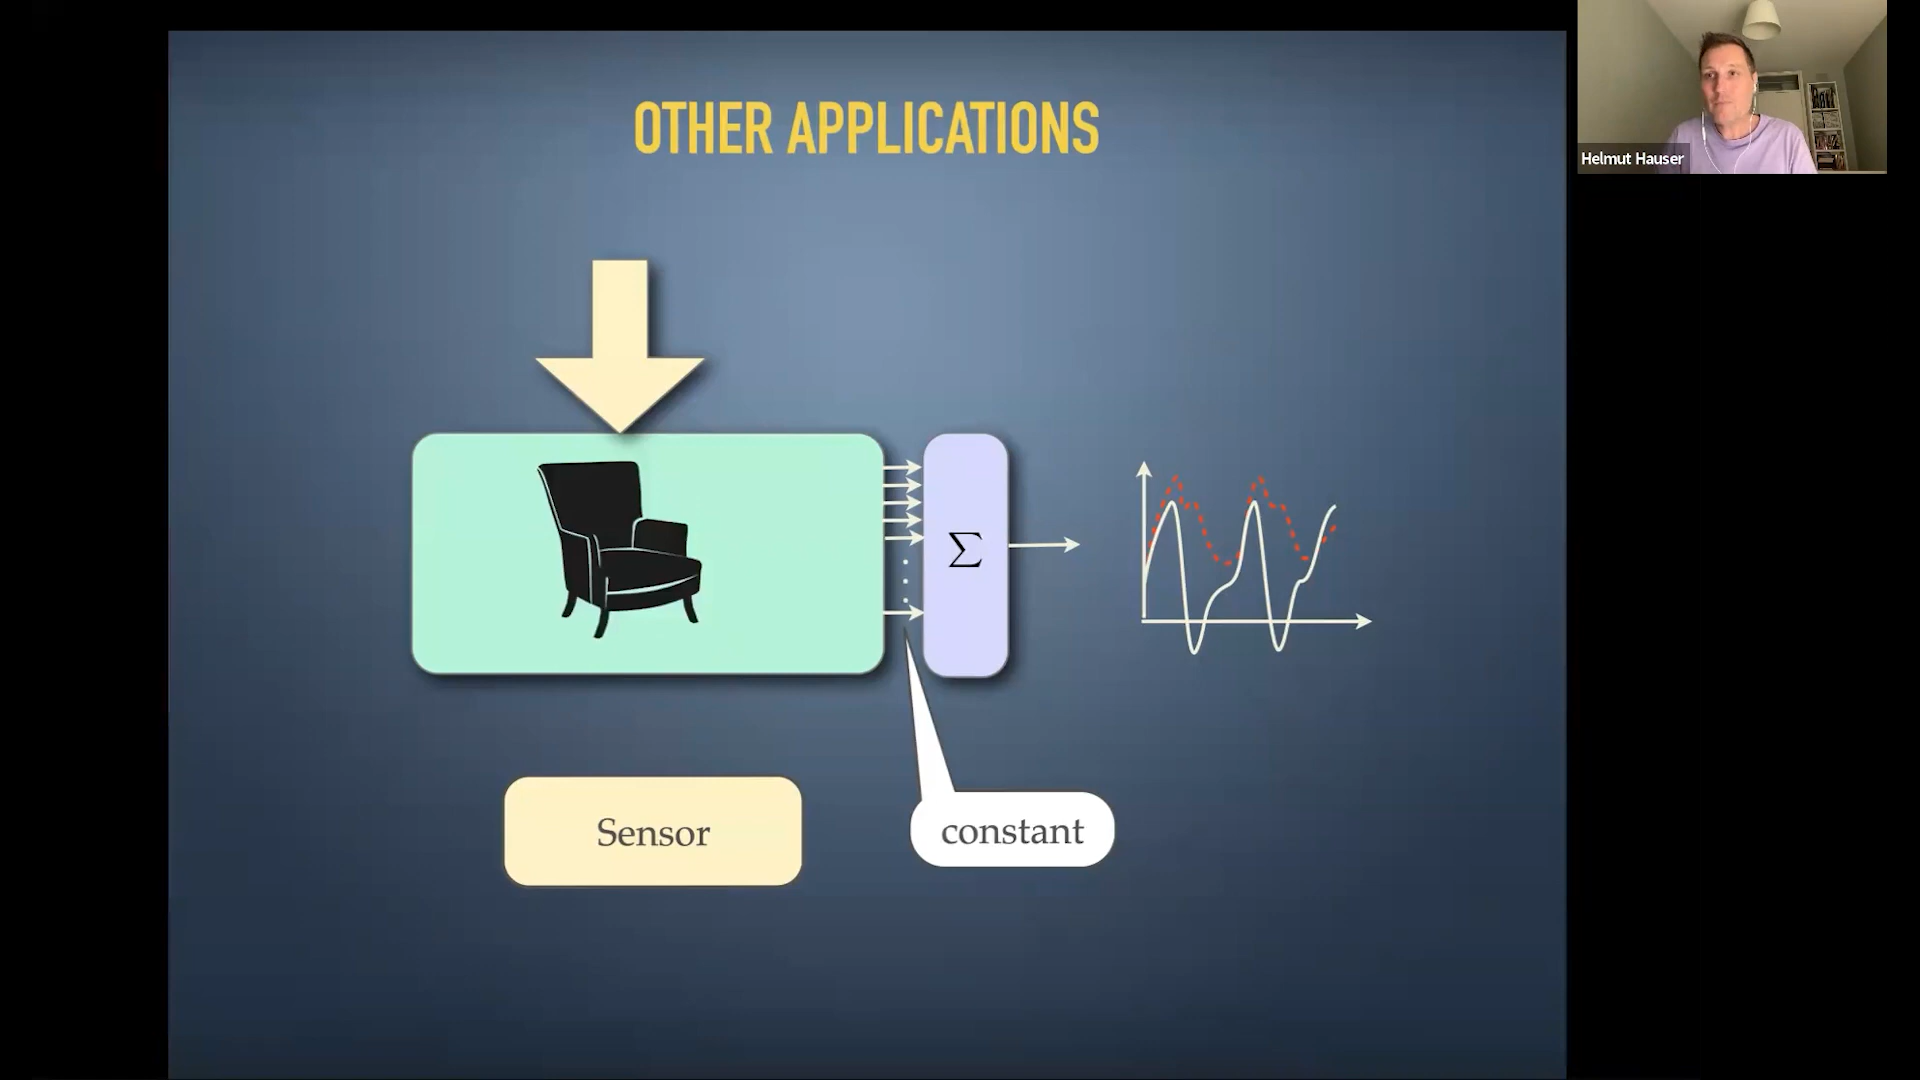 OTHER APPLICATIONS
Helmut Hauser
Σ
Sensor
constant